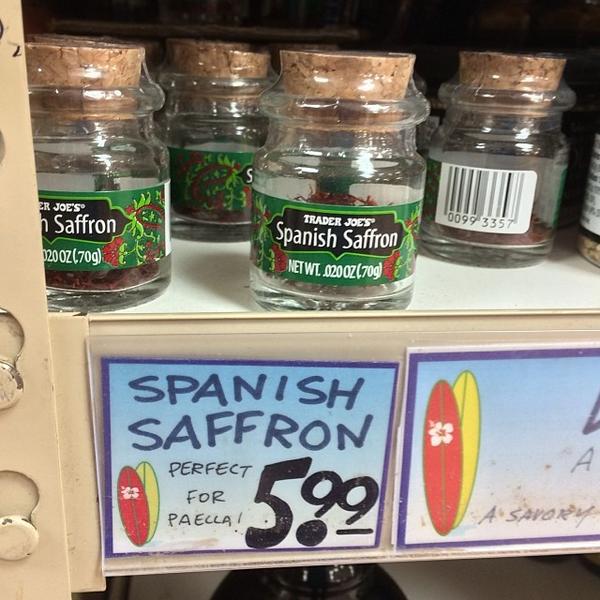 ER JOE'S®
h Saffron
.020 OZ (.70g)
S
TRADER JOE'S®
Spanish Saffron
NET WT. .020 OZ (.70g)
0099 3357
SPANISH
SAFFRON
PERFECT
FOR
PAELLA!
5.99
A
A SAVORY